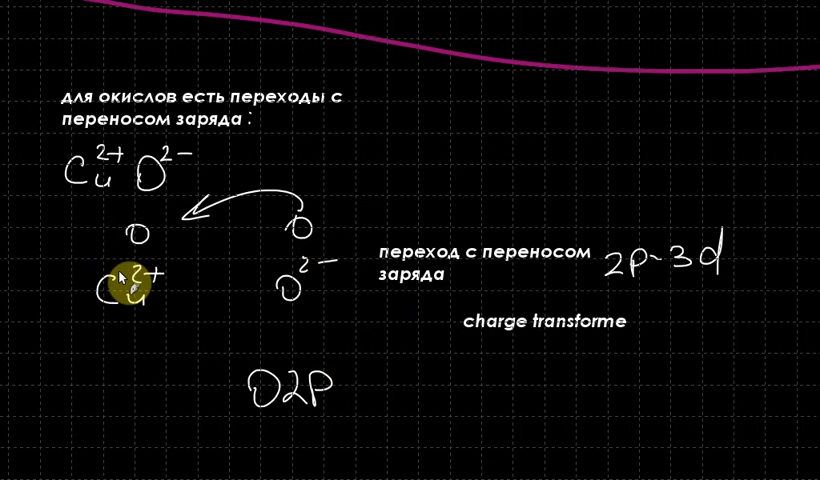 для окислов есть переходы с
переносом заряда :
Cu²⁺ O²⁻
O O
Cu²⁺ O²⁻
переход с переносом
заряда
2p-3d
charge transforme
O2p